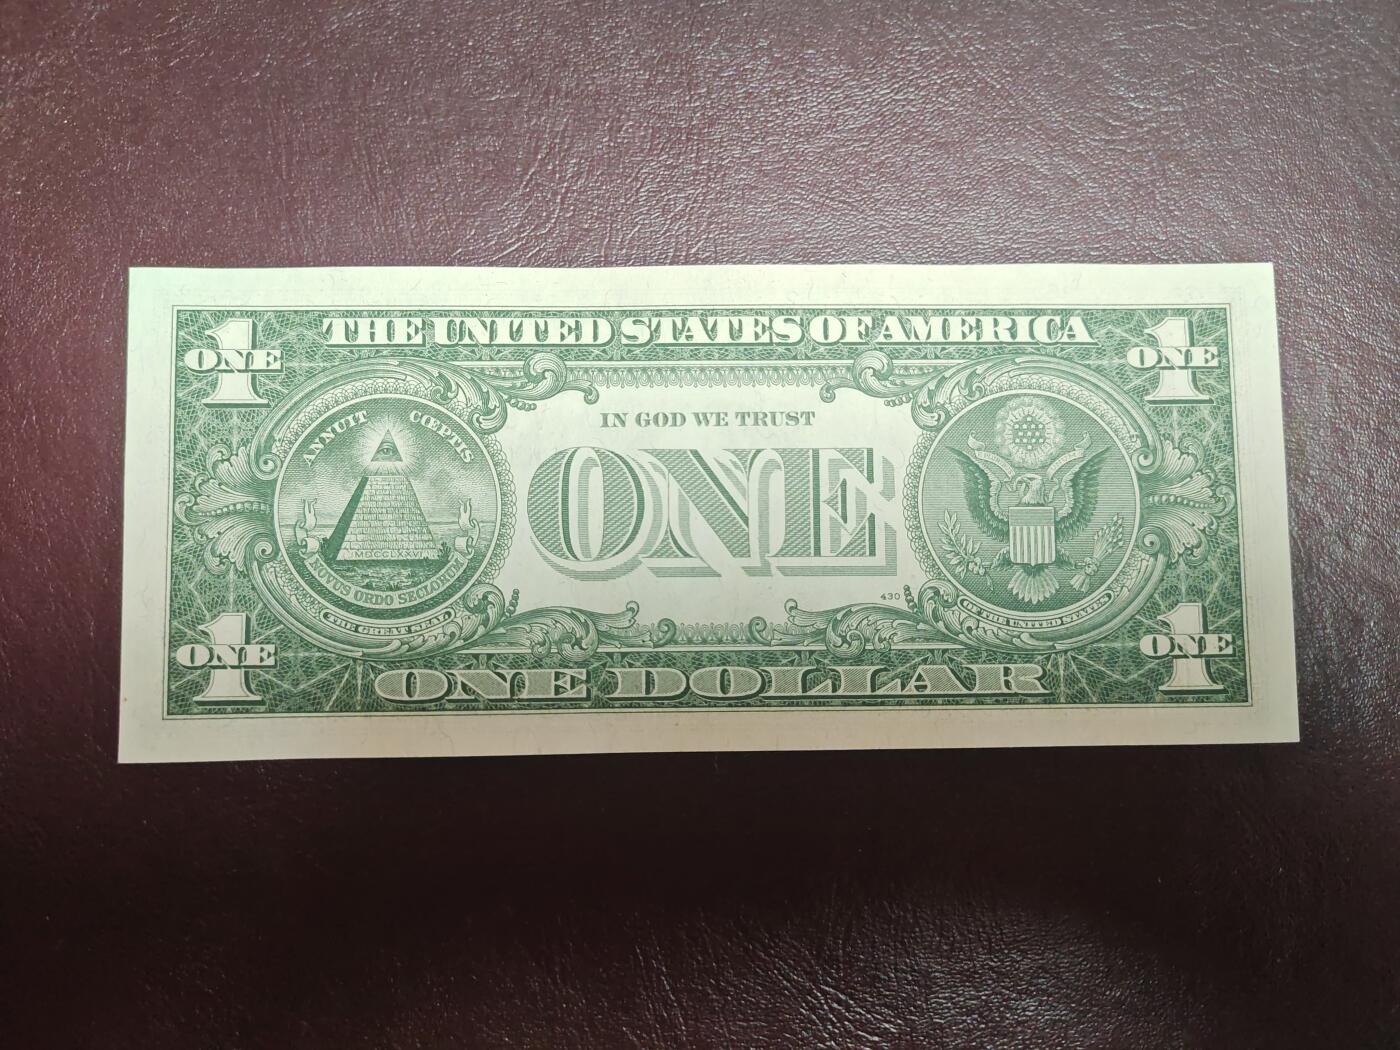 THE UNITED STATES OF AMERICA
1
ONE
1
ONE
ANNUIT CŒPTIS
MDCCLXXVI
NOVUS ORDO SECLORUM
THE GREAT SEAL
IN GOD WE TRUST
ONE
430
OF THE UNITED STATES
1
ONE
1
ONE
ONE DOLLAR